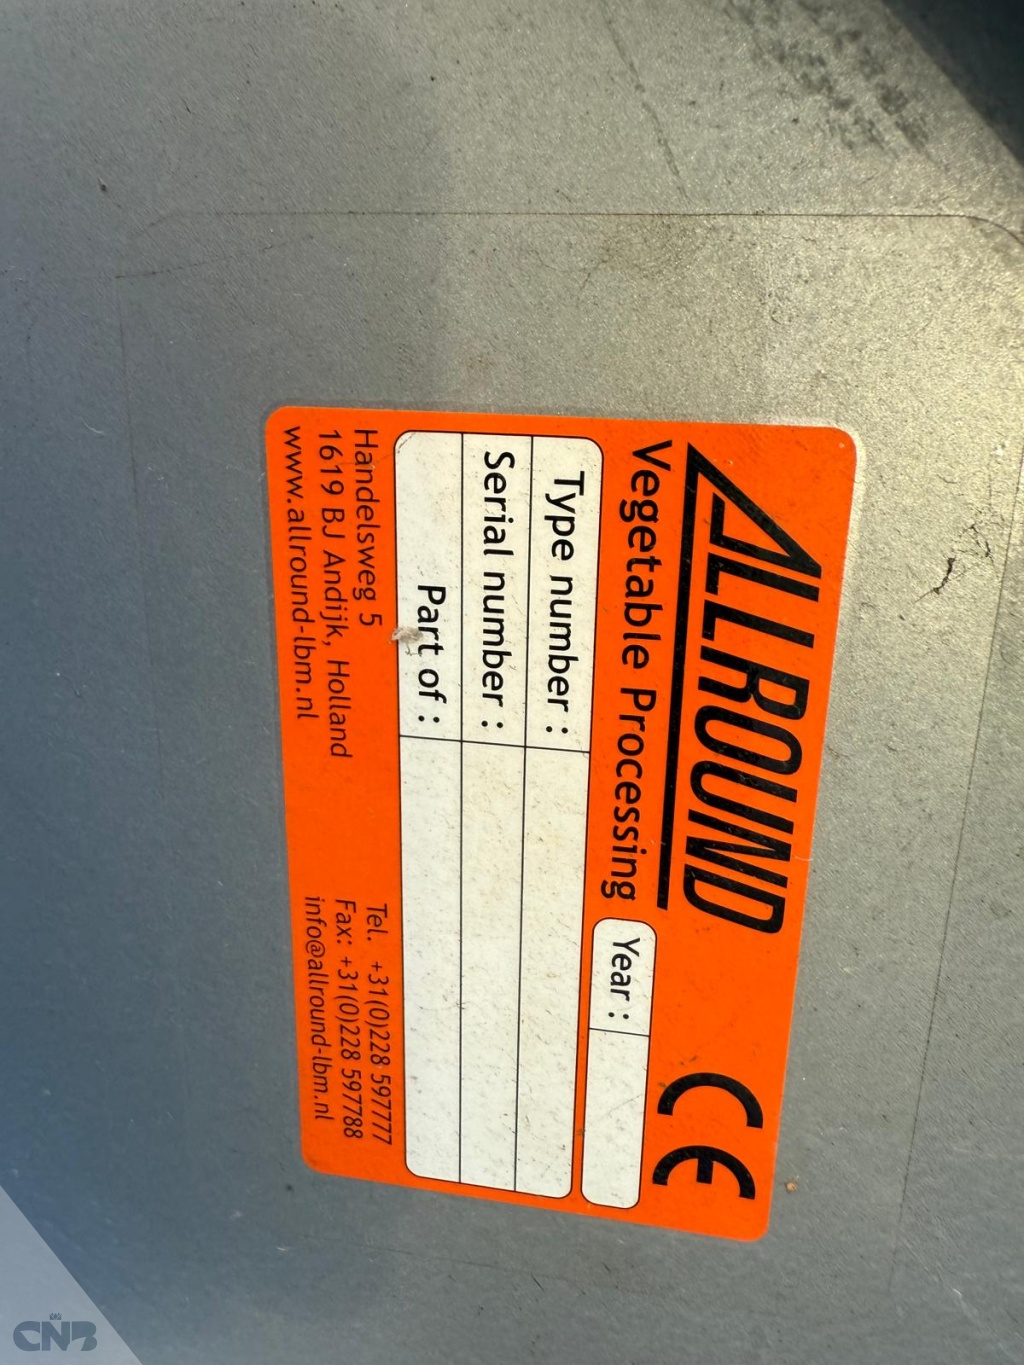 ALLROUND
CE
Vegetable Processing
Year :
Type number :
Serial number :
Part of :
Handelsweg 5
1619 BJ Andijk, Holland
www.allround-lbm.nl
Tel. +31(0)228 597777
Fax: +31(0)228 597788
info@allround-lbm.nl
CNB